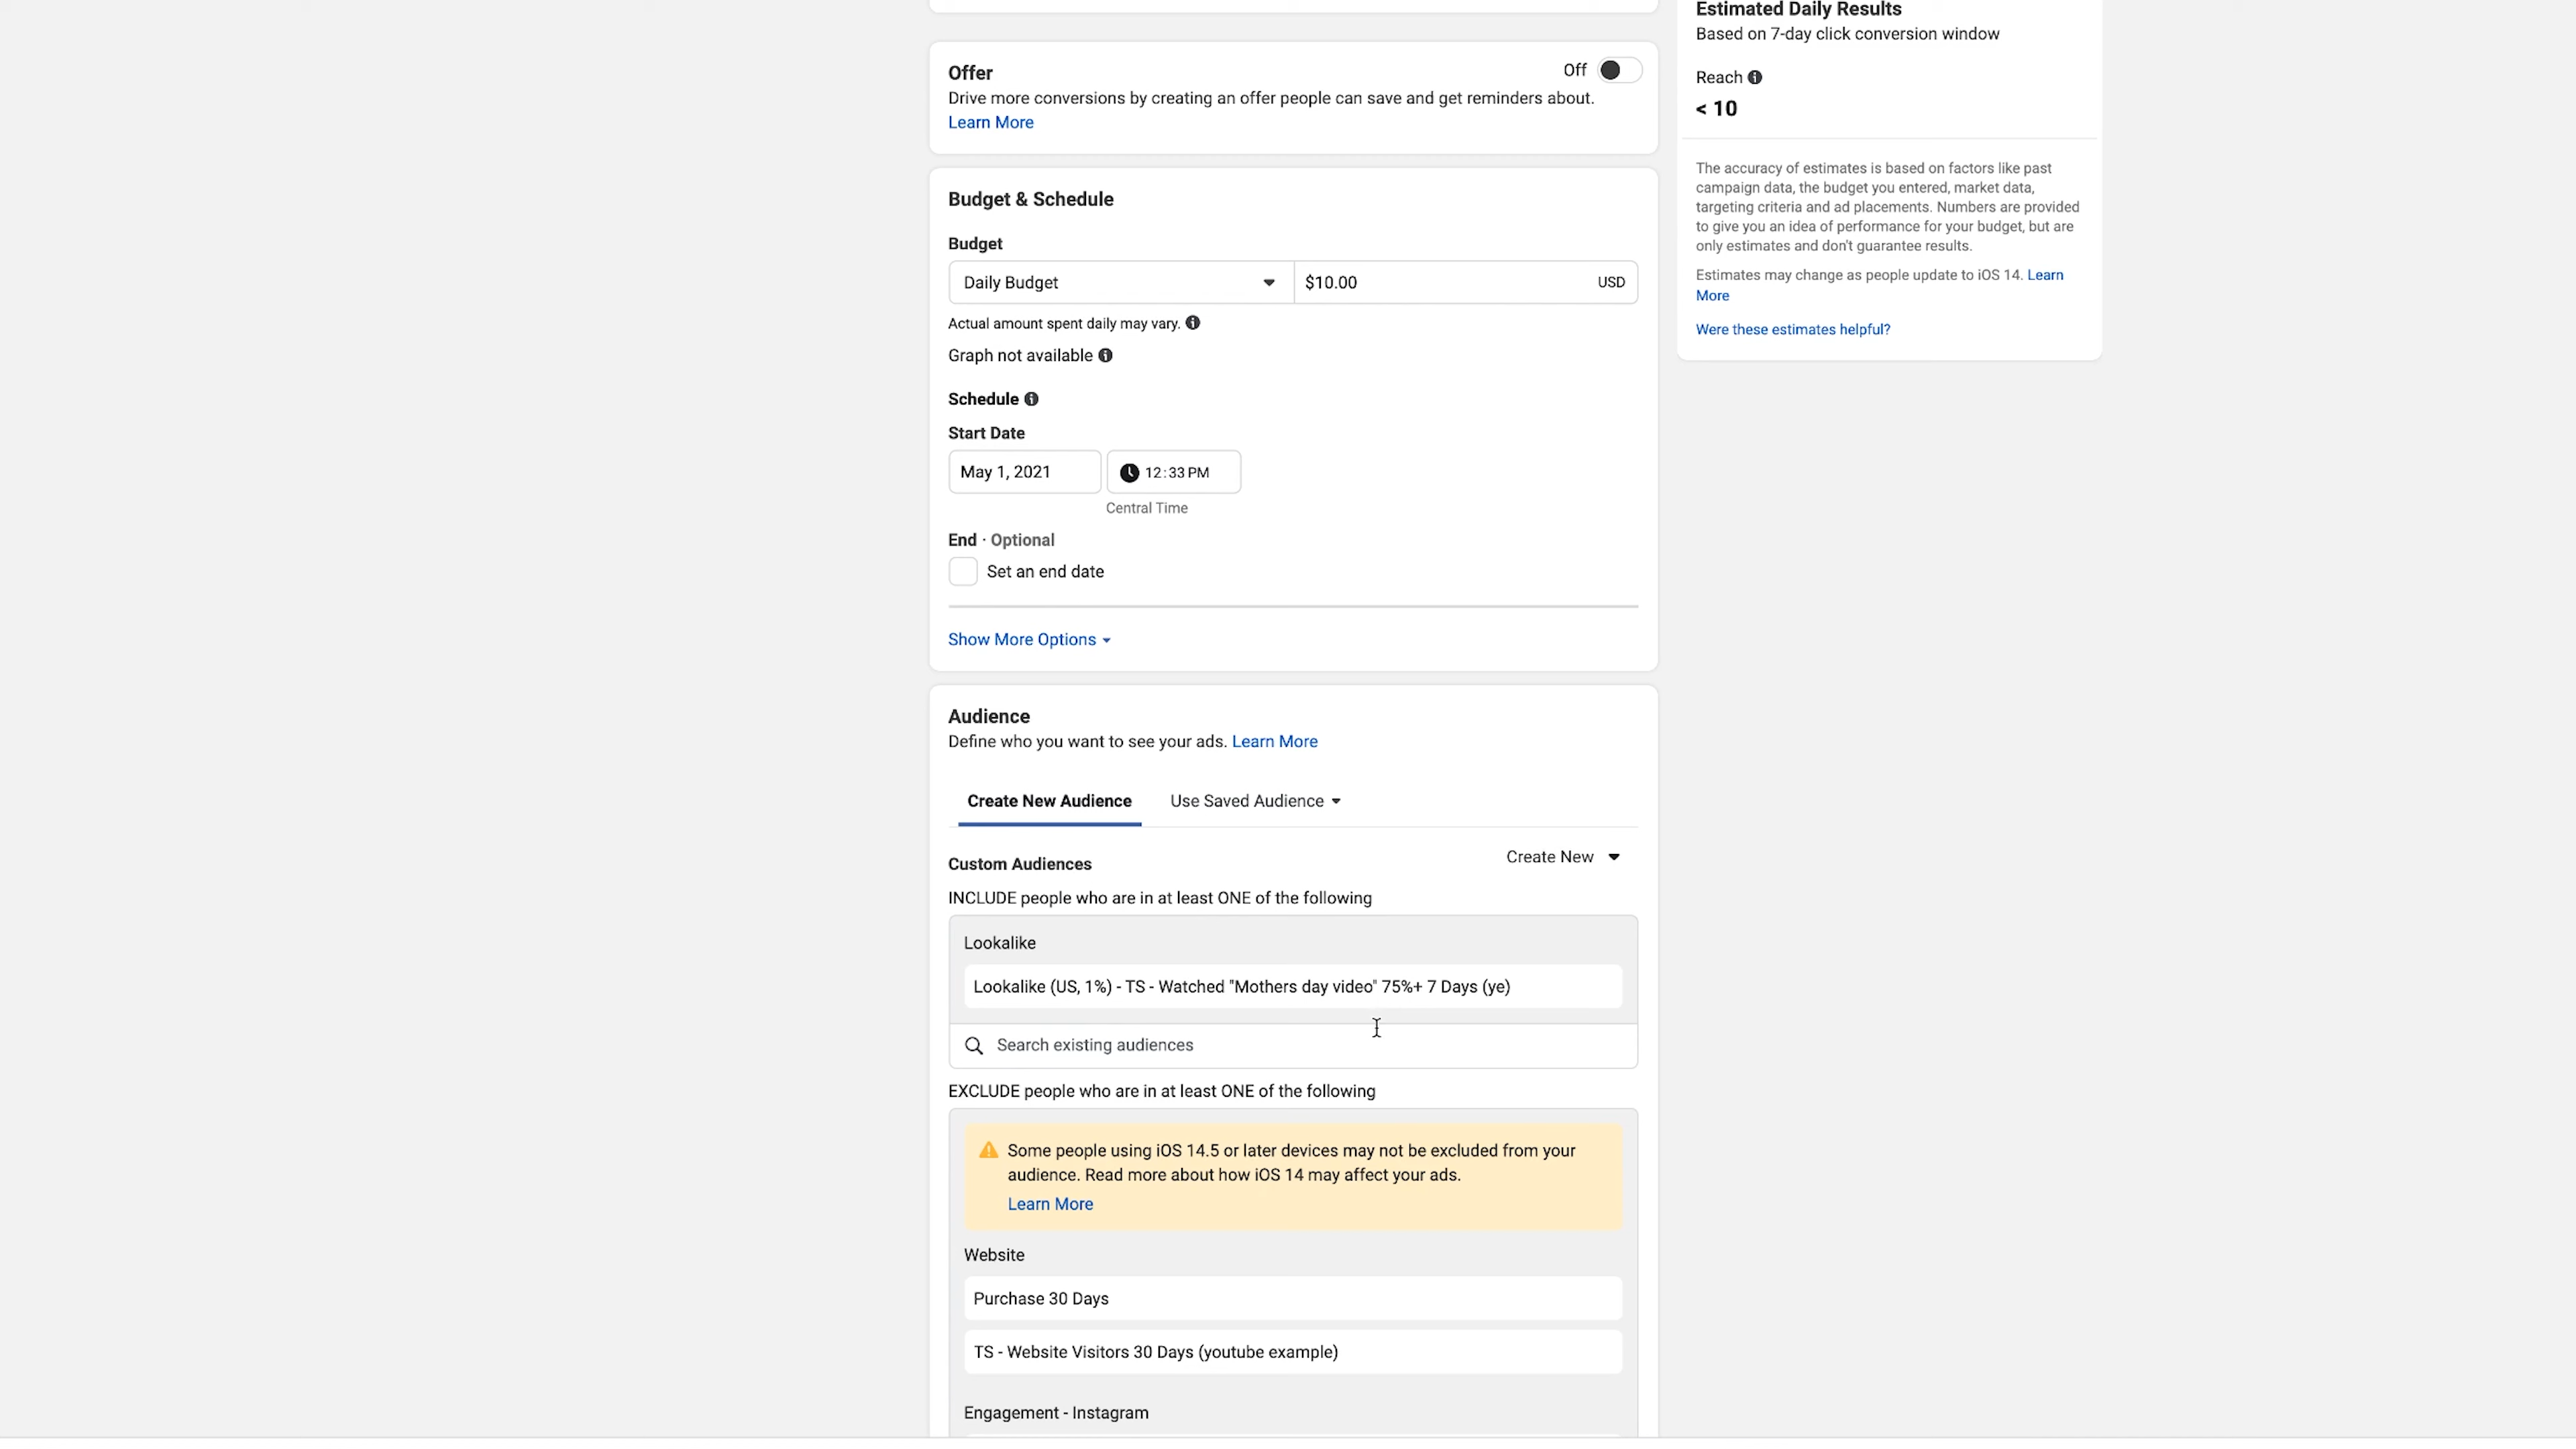 Offer
Off
Drive more conversions by creating an offer people can save and get reminders about.
Learn More
Budget & Schedule
Budget
Daily Budget
$10.00
USD
Actual amount spent daily may vary.
Graph not available
Schedule
Start Date
May 1, 2021
12:33 PM
Central Time
End · Optional
Set an end date
Show More Options
Audience
Define who you want to see your ads. Learn More
Create New Audience
Use Saved Audience
Custom Audiences
Create New
INCLUDE people who are in at least ONE of the following
Lookalike
Lookalike (US, 1%) - TS - Watched "Mothers day video" 75%+ 7 Days (ye)
Search existing audiences
EXCLUDE people who are in at least ONE of the following
Some people using iOS 14.5 or later devices may not be excluded from your
audience. Read more about how iOS 14 may affect your ads.
Learn More
Website
Purchase 30 Days
TS - Website Visitors 30 Days (youtube example)
Engagement - Instagram
Estimated Daily Results
Based on 7-day click conversion window
Reach
< 10
The accuracy of estimates is based on factors like past
campaign data, the budget you entered, market data,
targeting criteria and ad placements. Numbers are provided
to give you an idea of performance for your budget, but are
only estimates and don't guarantee results.
Estimates may change as people update to iOS 14. Learn
More
Were these estimates helpful?